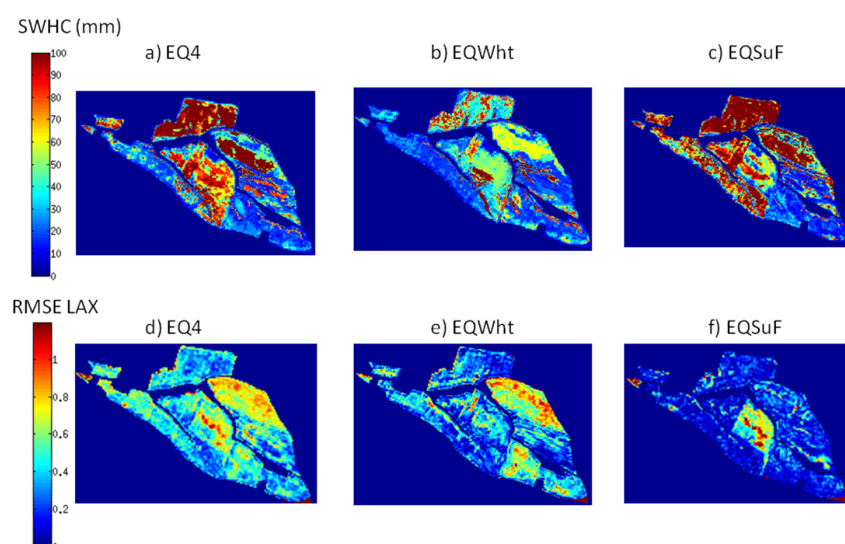 SWHC (mm)
a) EQ4
b) EQWht
c) EQSuF
100
90
80
70
60
50
40
30
20
10
0
RMSE LAX
d) EQ4
e) EQWht
f) EQSuF
1
0.8
0.6
0.4
0.2